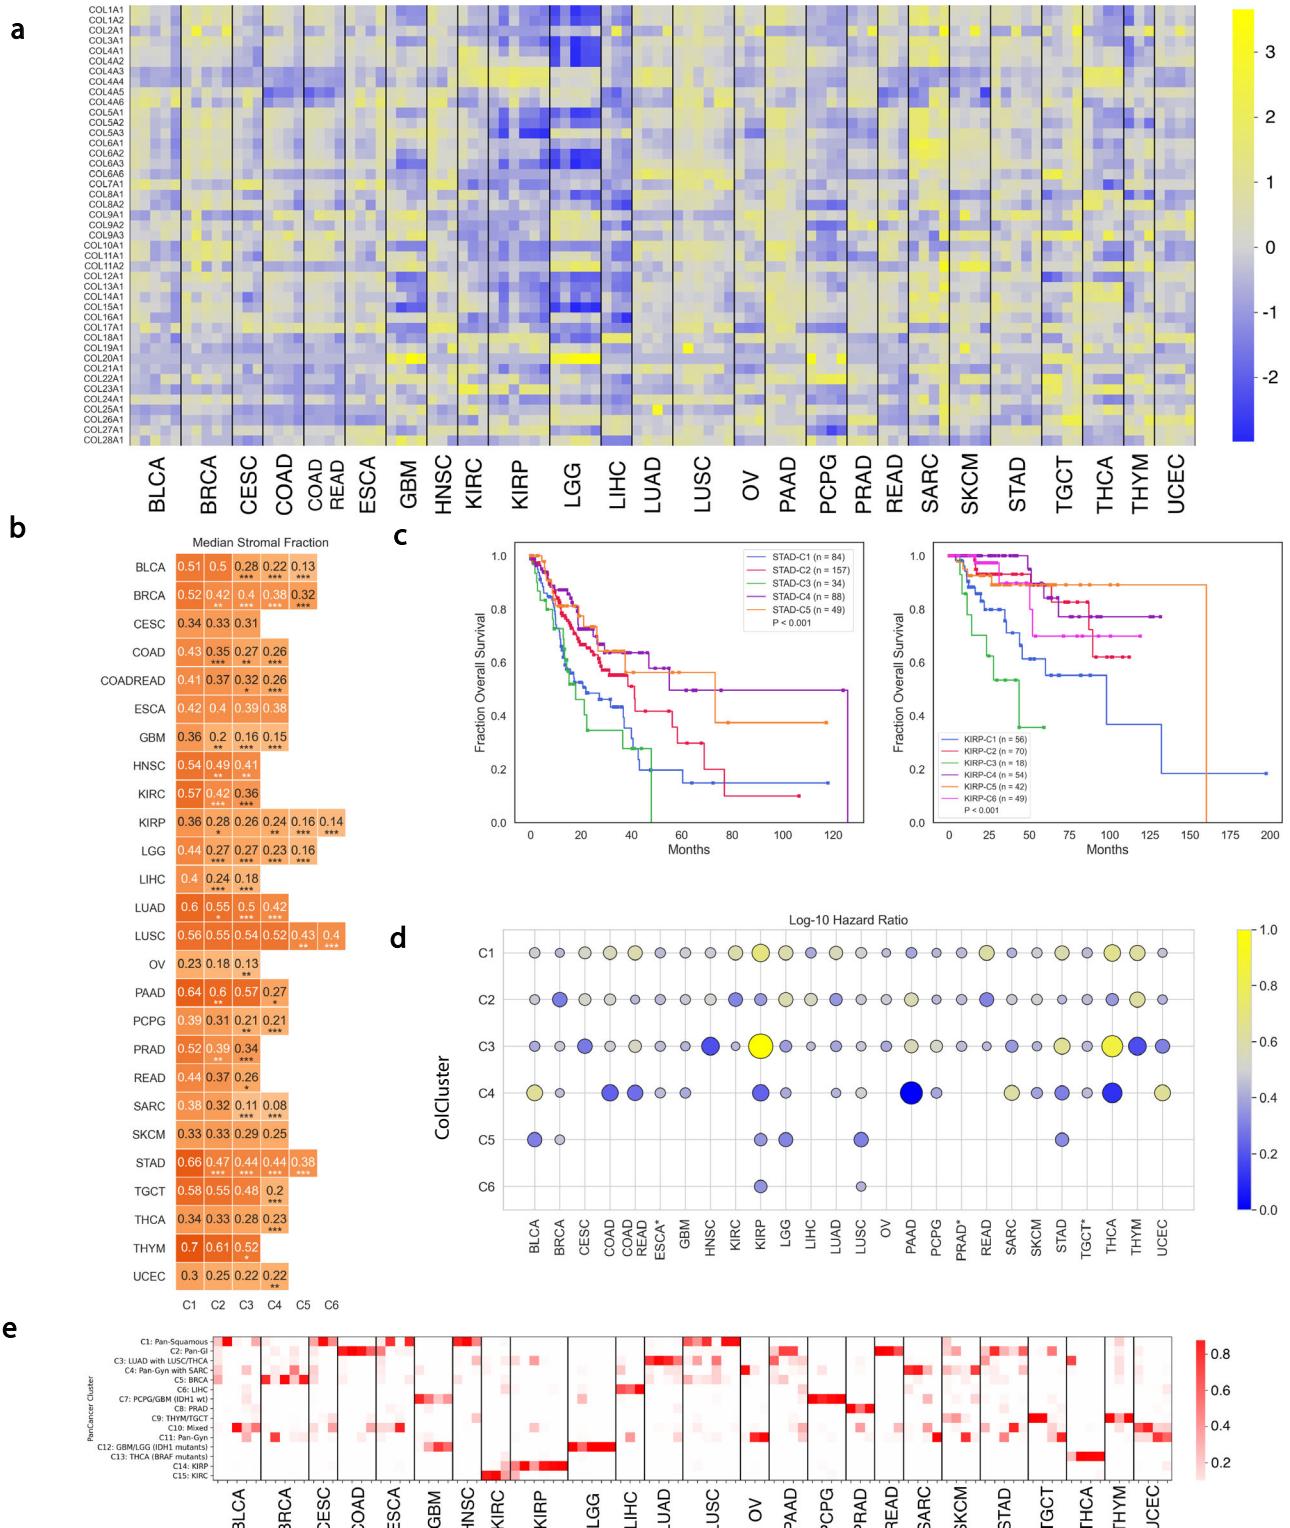 a
COL1A1
COL1A2
COL2A1
COL3A1
COL4A1
COL4A2
COL4A3
COL4A4
COL4A5
COL4A6
COL5A1
COL5A2
COL5A3
COL6A1
COL6A2
COL6A3
COL6A6
COL7A1
COL8A1
COL8A2
COL9A1
COL9A2
COL9A3
COL10A1
COL11A1
COL11A2
COL12A1
COL13A1
COL14A1
COL15A1
COL16A1
COL17A1
COL18A1
COL19A1
COL20A1
COL21A1
COL22A1
COL23A1
COL24A1
COL25A1
COL26A1
COL27A1
COL28A1
3
2
1
0
-1
-2
BLCA BRCA CESC COAD COAD READ ESCA GBM HNSC KIRC KIRP LGG LIHC LUAD LUSC OV PAAD PCPG PRAD READ SARC SKCM STAD TGCT THCA THYM UCEC
b
Median Stromal Fraction
BLCA 0.51 0.5 0.28 *** 0.22 *** 0.13 ***
BRCA 0.52 0.42 ** 0.4 *** 0.38 *** 0.32 ***
CESC 0.34 0.33 0.31
COAD 0.43 0.35 *** 0.27 ** 0.26 ***
COADREAD 0.41 0.37 0.32 * 0.26 ***
ESCA 0.42 0.4 0.39 0.38
GBM 0.36 0.2 ** 0.16 *** 0.15 ***
HNSC 0.54 0.49 ** 0.41 **
KIRC 0.57 0.42 *** 0.36 ***
KIRP 0.36 0.28 * 0.26 0.24 ** 0.16 *** 0.14 ***
LGG 0.44 0.27 *** 0.27 *** 0.23 *** 0.16 ***
LIHC 0.4 0.24 *** 0.18 ***
LUAD 0.6 0.55 * 0.5 *** 0.42 ***
LUSC 0.56 0.55 0.54 0.52 0.43 ** 0.4 ***
OV 0.23 0.18 0.13 **
PAAD 0.64 0.6 ** 0.57 0.27 *
PCPG 0.39 0.31 0.21 ** 0.21 ***
PRAD 0.52 0.39 ** 0.34 ***
READ 0.44 0.37 0.26 *
SARC 0.38 0.32 0.11 *** 0.08 ***
SKCM 0.33 0.33 0.29 0.25
STAD 0.66 0.47 *** 0.44 *** 0.44 *** 0.38 ***
TGCT 0.58 0.55 0.48 0.2 ***
THCA 0.34 0.33 0.28 0.23 ***
THYM 0.7 0.61 0.52 *
UCEC 0.3 0.25 0.22 0.22 **
C1 C2 C3 C4 C5 C6
c
Fraction Overall Survival
1.0
0.8
0.6
0.4
0.2
0.0
STAD-C1 (n = 84)
STAD-C2 (n = 157)
STAD-C3 (n = 34)
STAD-C4 (n = 88)
STAD-C5 (n = 49)
P < 0.001
0 20 40 60 80 100 120
Months
Fraction Overall Survival
1.0
0.8
0.6
0.4
0.2
0.0
KIRP-C1 (n = 56)
KIRP-C2 (n = 70)
KIRP-C3 (n = 18)
KIRP-C4 (n = 54)
KIRP-C5 (n = 42)
KIRP-C6 (n = 49)
P < 0.001
0 25 50 75 100 125 150 175 200
Months
d
Log-10 Hazard Ratio
ColCluster
C1
C2
C3
C4
C5
C6
BLCA BRCA CESC COAD COAD READ ESCA* GBM HNSC KIRC KIRP LGG LIHC LUAD LUSC OV PAAD PCPG PRAD* READ SARC SKCM STAD TGCT* THCA THYM UCEC
1.0
0.8
0.6
0.4
0.2
0.0
e
PanCancer Cluster
C1: Pan-Squamous
C2: Pan-GI
C3: LUAD with LUSC/THCA
C4: Pan-Gyn with SARC
C5: BRCA
C6: LIHC
C7: PCPG/GBM (IDH1 wt)
C8: PRAD
C9: THYM/TGCT
C10: Mixed
C11: Pan-Gyn
C12: GBM/LGG (IDH1 mutants)
C13: THCA (BRAF mutants)
C14: KIRP
C15: KIRC
0.8
0.6
0.4
0.2
BLCA BRCA CESC COAD ESCA GBM HNSC KIRC KIRP LGG LIHC LUAD LUSC OV PAAD PCPG PRAD READ SARC SKCM STAD TGCT THCA THYM UCEC